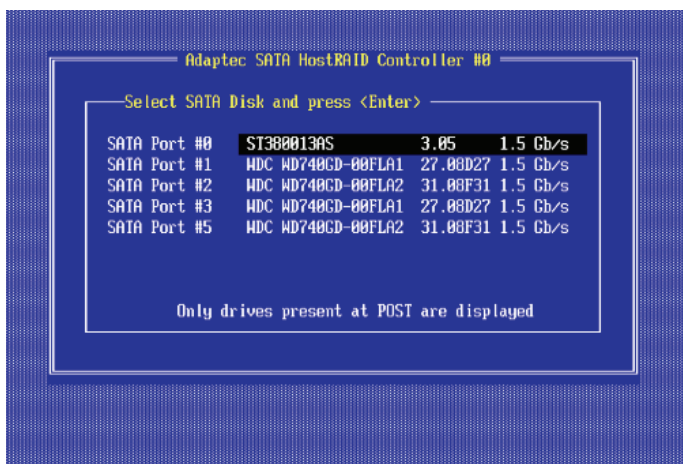 Adaptec SATA HostRAID Controller #0
Select SATA Disk and press <Enter>
SATA Port #0 ST380013AS 3.05 1.5 Gb/s
SATA Port #1 WDC WD740GD-00FLA1 27.08D27 1.5 Gb/s
SATA Port #2 WDC WD740GD-00FLA2 31.08F31 1.5 Gb/s
SATA Port #3 WDC WD740GD-00FLA1 27.08D27 1.5 Gb/s
SATA Port #5 WDC WD740GD-00FLA2 31.08F31 1.5 Gb/s
Only drives present at POST are displayed